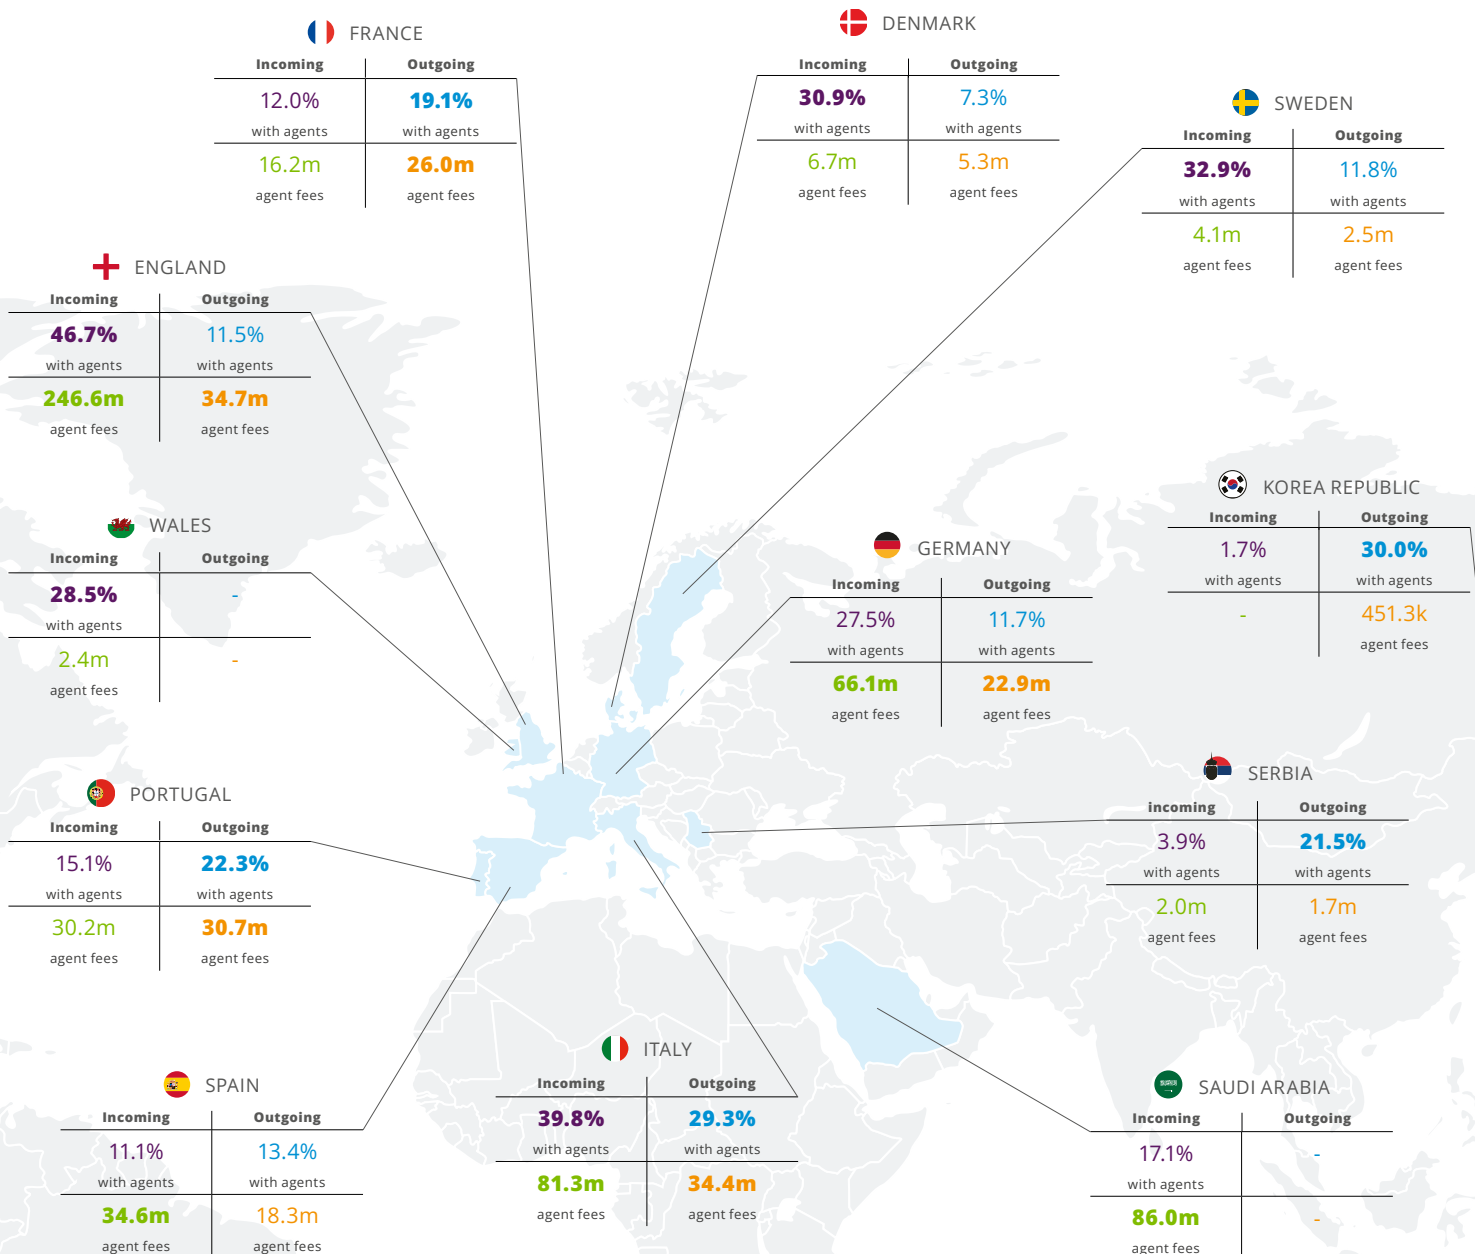 FRANCE
Incoming Outgoing
12.0% 19.1%
with agents with agents
16.2m 26.0m
agent fees agent fees
DENMARK
Incoming Outgoing
30.9% 7.3%
with agents with agents
6.7m 5.3m
agent fees agent fees
SWEDEN
Incoming Outgoing
32.9% 11.8%
with agents with agents
4.1m 2.5m
agent fees agent fees
ENGLAND
Incoming Outgoing
46.7% 11.5%
with agents with agents
246.6m 34.7m
agent fees agent fees
KOREA REPUBLIC
Incoming Outgoing
1.7% 30.0%
with agents with agents
- 451.3k
agent fees
WALES
Incoming Outgoing
28.5% -
with agents
2.4m -
agent fees
GERMANY
Incoming Outgoing
27.5% 11.7%
with agents with agents
66.1m 22.9m
agent fees agent fees
SERBIA
incoming Outgoing
3.9% 21.5%
with agents with agents
2.0m 1.7m
agent fees agent fees
PORTUGAL
Incoming Outgoing
15.1% 22.3%
with agents with agents
30.2m 30.7m
agent fees agent fees
ITALY
Incoming Outgoing
39.8% 29.3%
with agents with agents
81.3m 34.4m
agent fees agent fees
SPAIN
Incoming Outgoing
11.1% 13.4%
with agents with agents
34.6m 18.3m
agent fees agent fees
SAUDI ARABIA
Incoming Outgoing
17.1% -
with agents
86.0m -
agent fees